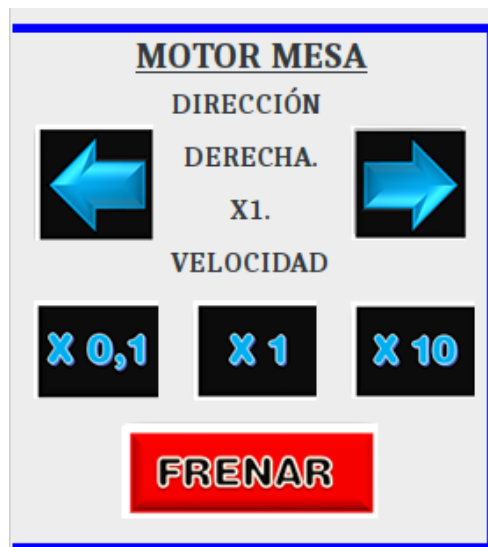 MOTOR MESA
DIRECCIÓN
DERECHA.
X1.
VELOCIDAD
X 0,1 X 1 X 10
FRENAR